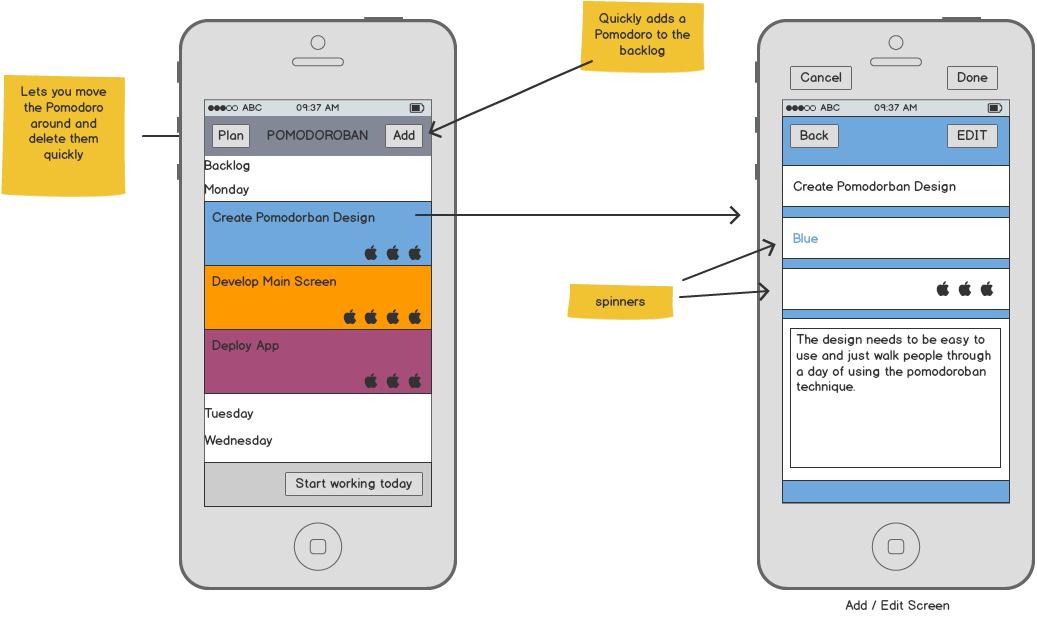 Lets you move
the Pomodoro
around and
delete them
quickly
Quickly adds a
Pomodoro to the
backlog
ABC 09:37 AM
Plan POMODOROBAN Add
Backlog
Monday
Create Pomodorban Design
Develop Main Screen
Deploy App
Tuesday
Wednesday
Start working today
spinners
Cancel Done
ABC 09:37 AM
Back EDIT
Create Pomodorban Design
Blue
The design needs to be easy to
use and just walk people through
a day of using the pomodoroban
technique.
Add / Edit Screen